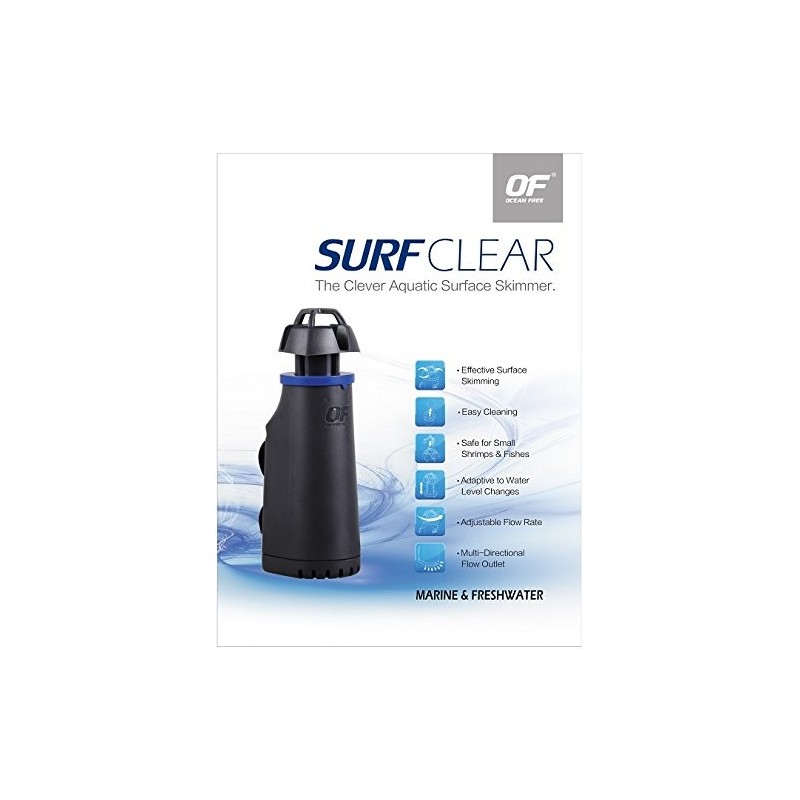 OF®
OCEAN FREE
SURF CLEAR
The Clever Aquatic Surface Skimmer.
OF
• Effective Surface
Skimming
• Easy Cleaning
• Safe for Small
Shrimps & Fishes
• Adaptive to Water
Level Changes
• Adjustable Flow Rate
• Multi-Directional
Flow Outlet
MARINE & FRESHWATER